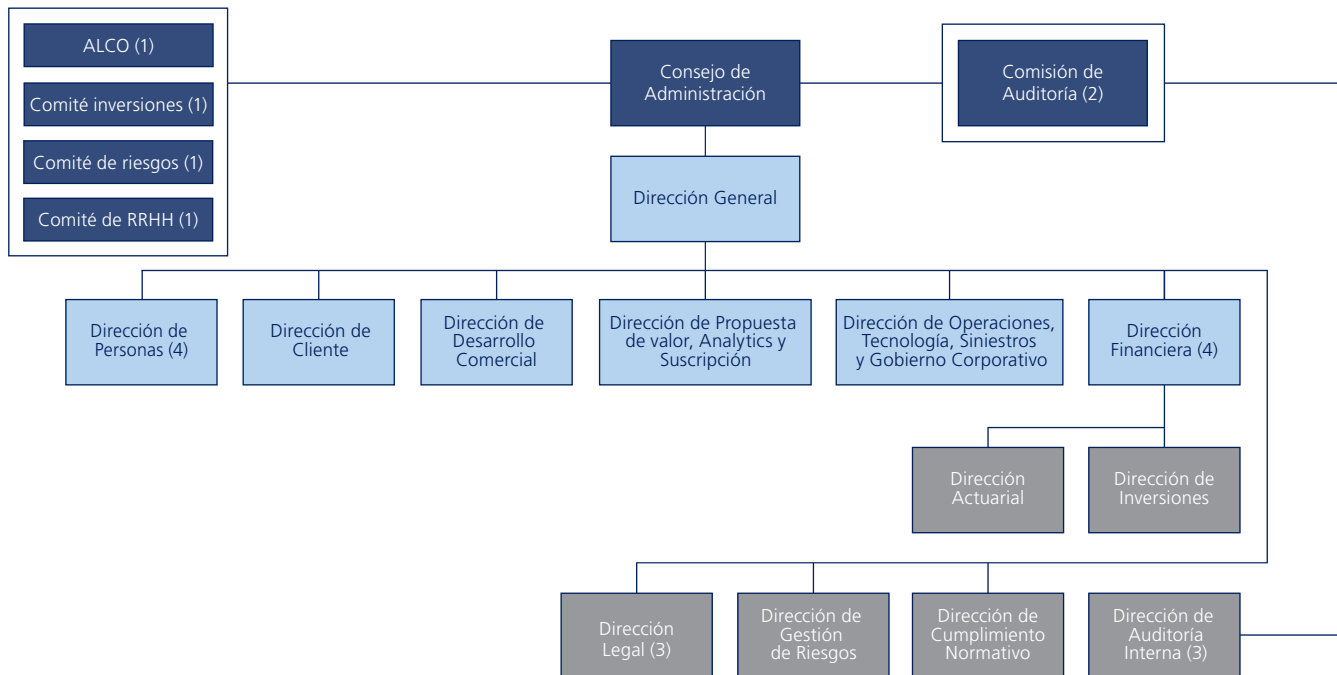 ALCO (1)
Comité inversiones (1)
Comité de riesgos (1)
Comité de RRHH (1)
Consejo de
Administración
Comisión de
Auditoría (2)
Dirección General
Dirección de
Personas (4)
Dirección de
Cliente
Dirección de
Desarrollo
Comercial
Dirección de Propuesta
de valor, Analytics y
Suscripción
Dirección de Operaciones,
Tecnología, Siniestros
y Gobierno Corporativo
Dirección
Financiera (4)
Dirección
Actuarial
Dirección de
Inversiones
Dirección
Legal (3)
Dirección de
Gestión
de Riesgos
Dirección de
Cumplimiento
Normativo
Dirección de
Auditoría
Interna (3)